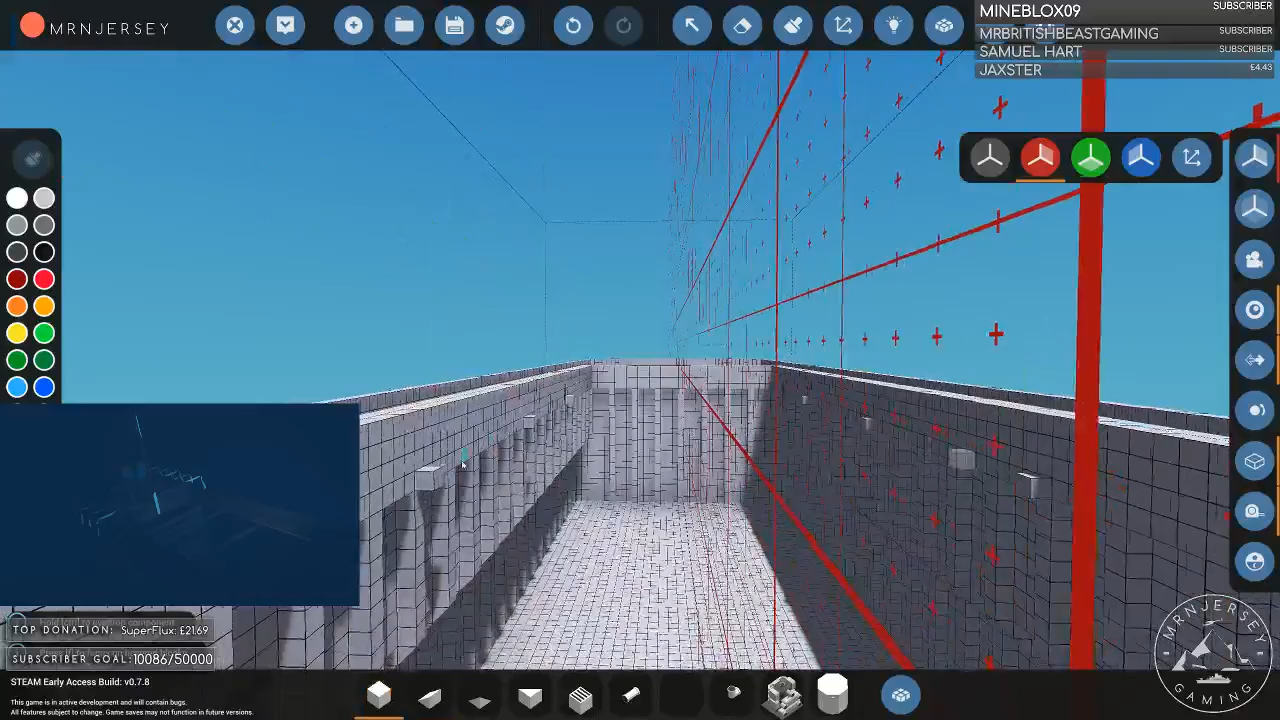 MRNJERSEY
MINEBLOX09 SUBSCRIBER
MRBRITISHBEASTGAMING SUBSCRIBER
SAMUEL HART SUBSCRIBER
JAXSTER £4.43
TOP DONATION: SuperFlux: £21.69
SUBSCRIBER GOAL: 10086/50000
STEAM Early Access Build: v0.7.8
This game is in active development and will contain bugs.
All features subject to change. Game saves may not function in future versions.
MRNJERSEY
GAMING